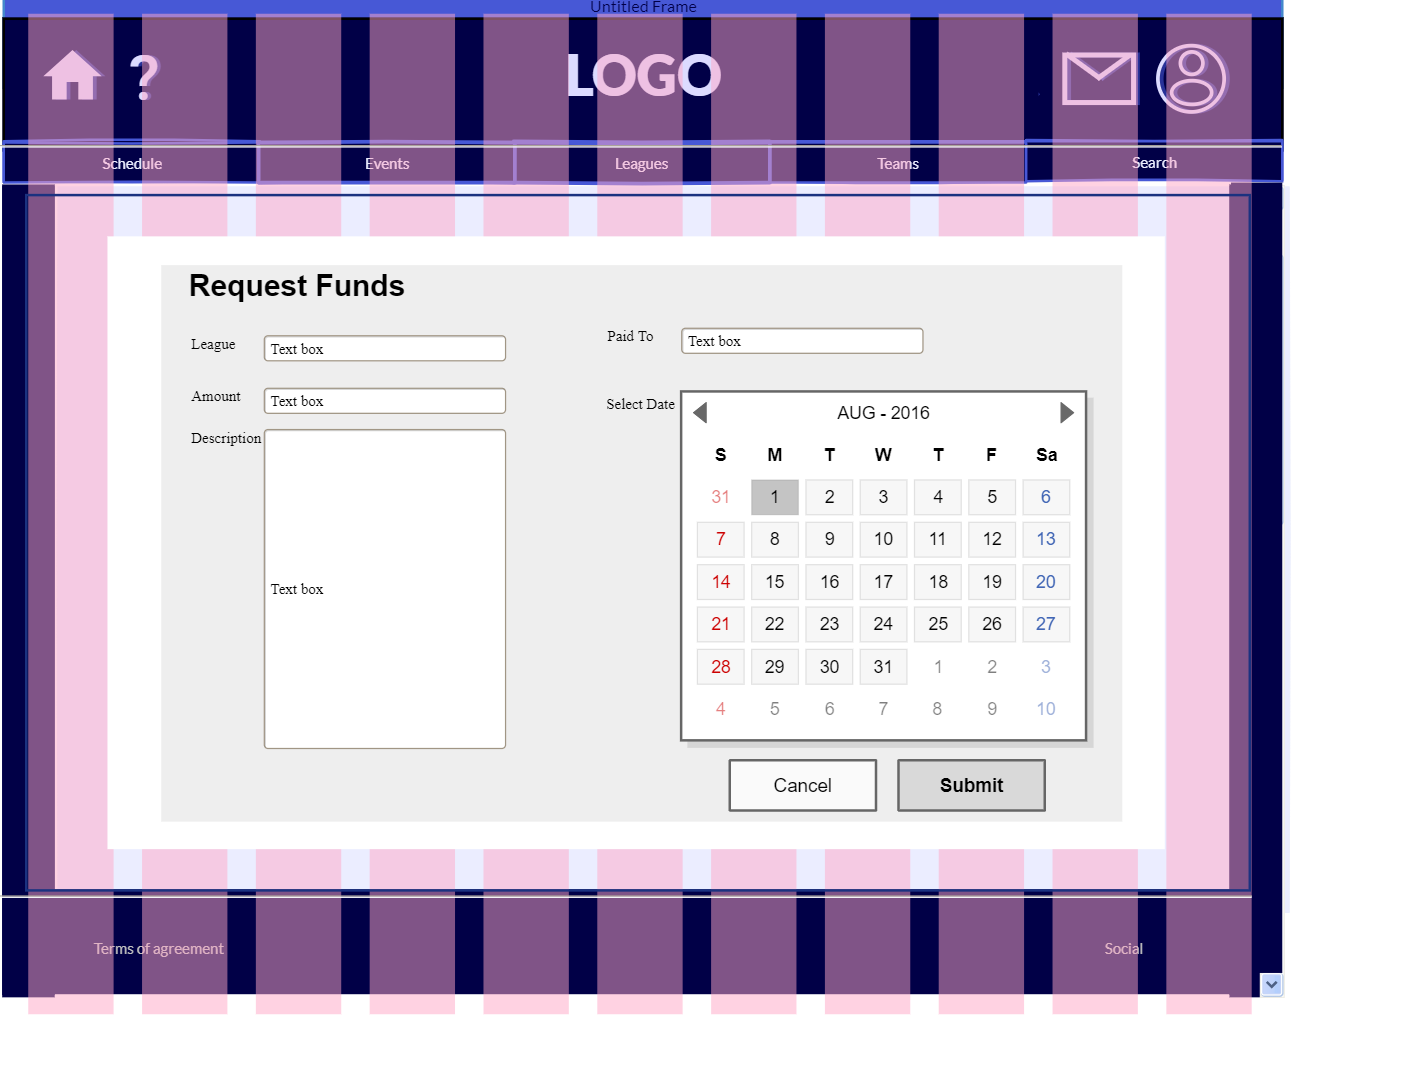 Untitled Frame
?
LOGO
Schedule Events Leagues Teams Search
Request Funds
League Text box
Paid To Text box
Amount Text box
Select Date
Description Text box
AUG - 2016
S M T W T F Sa
31 1 2 3 4 5 6
7 8 9 10 11 12 13
14 15 16 17 18 19 20
21 22 23 24 25 26 27
28 29 30 31 1 2 3
4 5 6 7 8 9 10
Cancel Submit
Terms of agreement Social